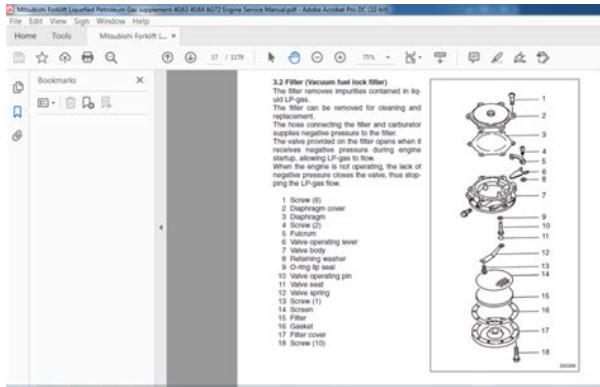 Mitsubishi Forklift Liquefied Petroleum Gas supplement 4G63 4G64 6G72 Engine Service Manual.pdf - Adobe Acrobat Pro DC (32-bit)
File Edit View Sign Window Help
Home Tools Mitsubishi Forklift L... ×
17 / 1179 75%
Bookmarks ×
3.2 Filter (Vacuum fuel lock filter)
The filter removes impurities contained in liq-
uid LP-gas.
The filter can be removed for cleaning and
replacement.
The hose connecting the filter and carburetor
supplies negative pressure to the filter.
The valve provided on the filter opens when it
receives negative pressure during engine
startup, allowing LP-gas to flow.
When the engine is not operating, the lack of
negative pressure closes the valve, thus stop-
ping the LP-gas flow.
1 Screw (6)
2 Diaphragm cover
3 Diaphragm
4 Screw (2)
5 Fulcrum
6 Valve operating lever
7 Valve body
8 Retaining washer
9 O-ring lip seal
10 Valve operating pin
11 Valve seat
12 Valve spring
13 Screw (1)
14 Screen
15 Filter
16 Gasket
17 Filter cover
18 Screw (10)
1
2
3
4
5
6
8
7
9
10
11
12
13
14
15
16
17
18